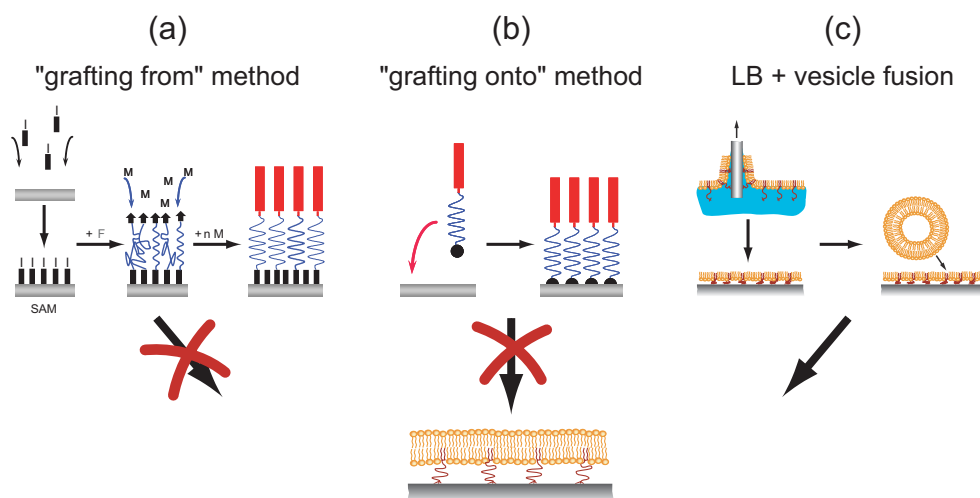 (a)
"grafting from" method
M
M
M
M
M
+ F
+ n M
SAM
(b)
"grafting onto" method
(c)
LB + vesicle fusion